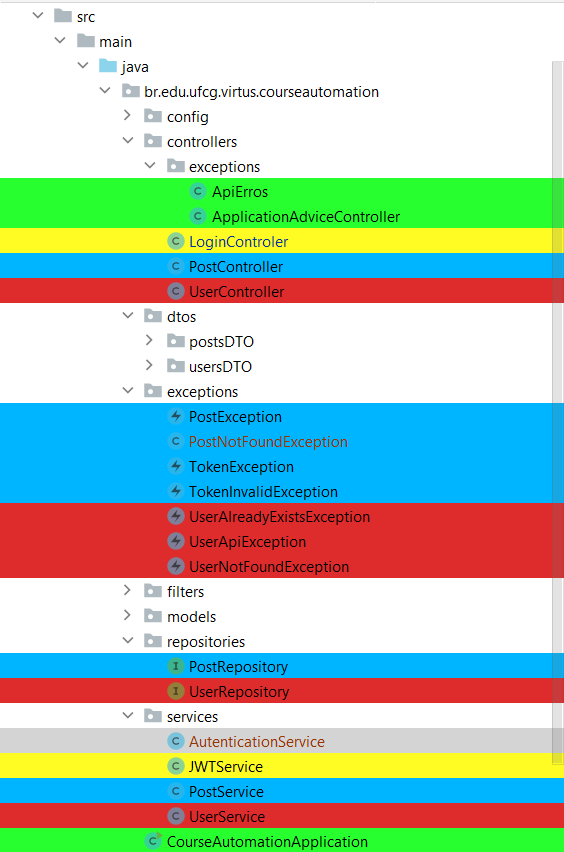 src
main
java
br.edu.ufcg.virtus.courseautomation
config
controllers
exceptions
C ApiErros
C ApplicationAdviceController
C LoginControler
C PostController
C UserController
dtos
postsDTO
usersDTO
exceptions
PostException
C PostNotFoundException
TokenException
TokenInvalidException
UserAlreadyExistsException
UserApiException
UserNotFoundException
filters
models
repositories
I PostRepository
I UserRepository
services
C AutenticationService
C JWTService
C PostService
C UserService
C CourseAutomationApplication